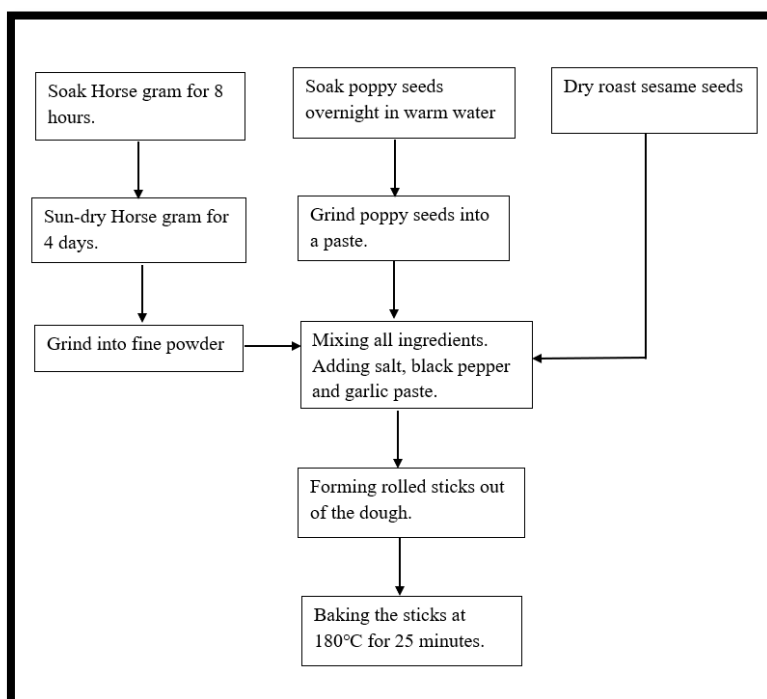 Soak Horse gram for 8
hours.
Soak poppy seeds
overnight in warm water
Dry roast sesame seeds
Sun-dry Horse gram for
4 days.
Grind poppy seeds into
a paste.
Grind into fine powder
Mixing all ingredients.
Adding salt, black pepper
and garlic paste.
Forming rolled sticks out
of the dough.
Baking the sticks at
180℃ for 25 minutes.